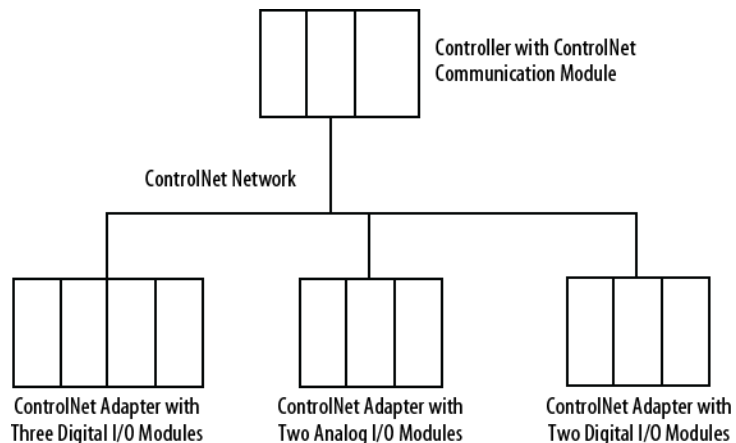 Controller with ControlNet
Communication Module
ControlNet Network
ControlNet Adapter with
Three Digital I/O Modules
ControlNet Adapter with
Two Analog I/O Modules
ControlNet Adapter with
Two Digital I/O Modules